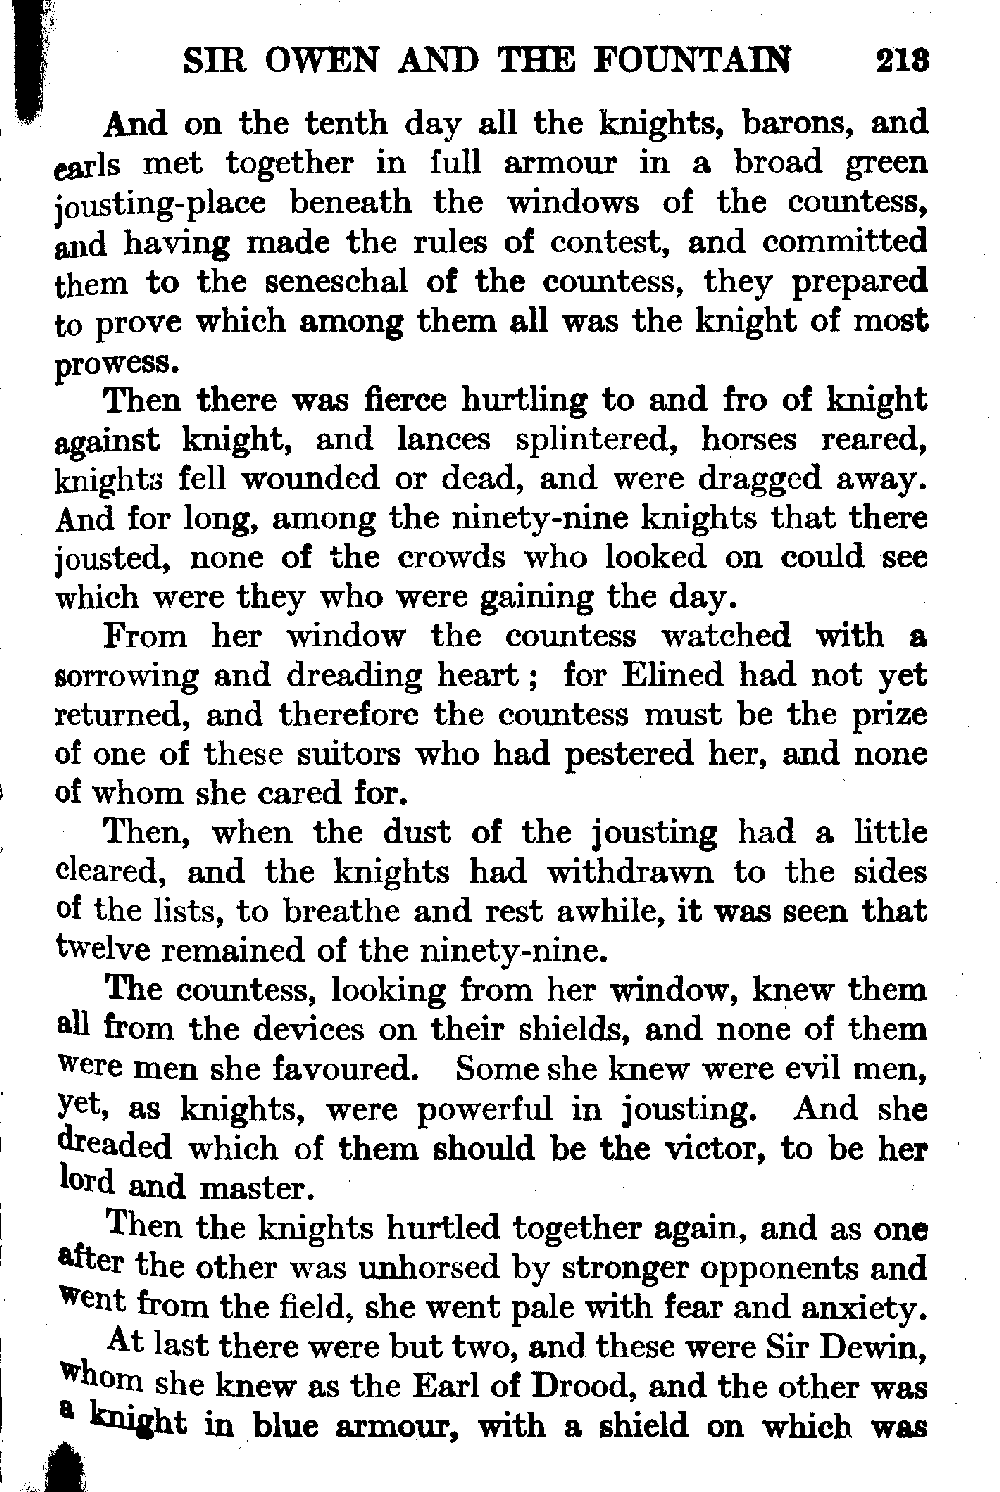 SIR OWEN AND THE FOUNTAIN 213
And on the tenth day all the knights, barons, and
earls met together in full armour in a broad green
jousting-place beneath the windows of the countess,
and having made the rules of contest, and committed
them to the seneschal of the countess, they prepared
to prove which among them all was the knight of most
prowess.
Then there was fierce hurtling to and fro of knight
against knight, and lances splintered, horses reared,
knights fell wounded or dead, and were dragged away.
And for long, among the ninety-nine knights that there
jousted, none of the crowds who looked on could see
which were they who were gaining the day.
From her window the countess watched with a
sorrowing and dreading heart ; for Elined had not yet
returned, and therefore the countess must be the prize
of one of these suitors who had pestered her, and none
of whom she cared for.
Then, when the dust of the jousting had a little
cleared, and the knights had withdrawn to the sides
of the lists, to breathe and rest awhile, it was seen that
twelve remained of the ninety-nine.
The countess, looking from her window, knew them
all from the devices on their shields, and none of them
were men she favoured. Some she knew were evil men,
yet, as knights, were powerful in jousting. And she
dreaded which of them should be the victor, to be her
lord and master.
Then the knights hurtled together again, and as one
after the other was unhorsed by stronger opponents and
went from the field, she went pale with fear and anxiety.
At last there were but two, and these were Sir Dewin,
whom she knew as the Earl of Drood, and the other was
a knight in blue armour, with a shield on which was